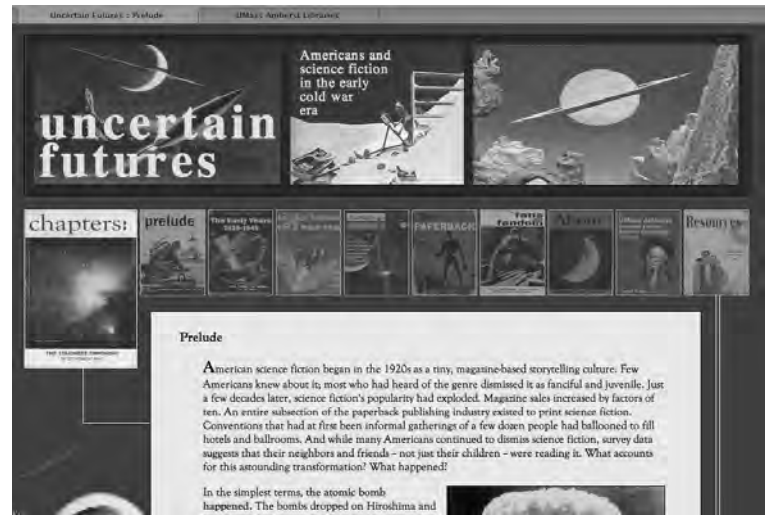 Uncertain Futures : Prelude
UMass Amherst Libraries
uncertain
futures
Americans and
science fiction
in the early
cold war
era
chapters:
prelude
The Early Years
PAPERBACK
fans
fandom
About
Resources
Prelude
American science fiction began in the 1920s as a tiny, magazine-based storytelling culture. Few
Americans knew about it; most who had heard of the genre dismissed it as fanciful and juvenile. Just
a few decades later, science fiction's popularity had exploded. Magazine sales increased by factors of
ten. An entire subsection of the paperback publishing industry existed to print science fiction.
Conventions that had at first been informal gatherings of a few dozen people had ballooned to fill
hotels and ballrooms. And while many Americans continued to dismiss science fiction, survey data
suggests that their neighbors and friends – not just their children – were reading it. What accounts
for this astounding transformation? What happened?
In the simplest terms, the atomic bomb
happened. The bombs dropped on Hiroshima and